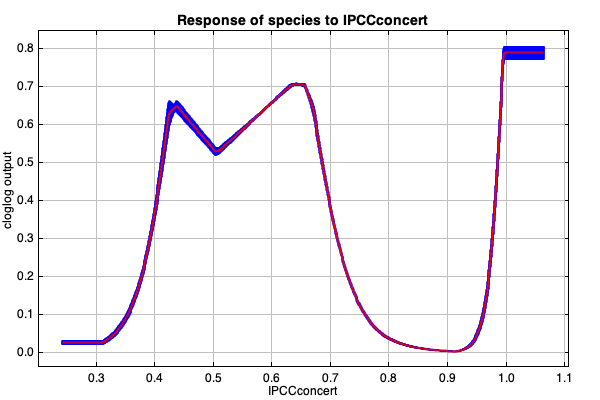 Response of species to IPCCconcert
cloglog output
0.8
0.7
0.6
0.5
0.4
0.3
0.2
0.1
0.0
0.3 0.4 0.5 0.6 0.7 0.8 0.9 1.0 1.1
IPCCconcert